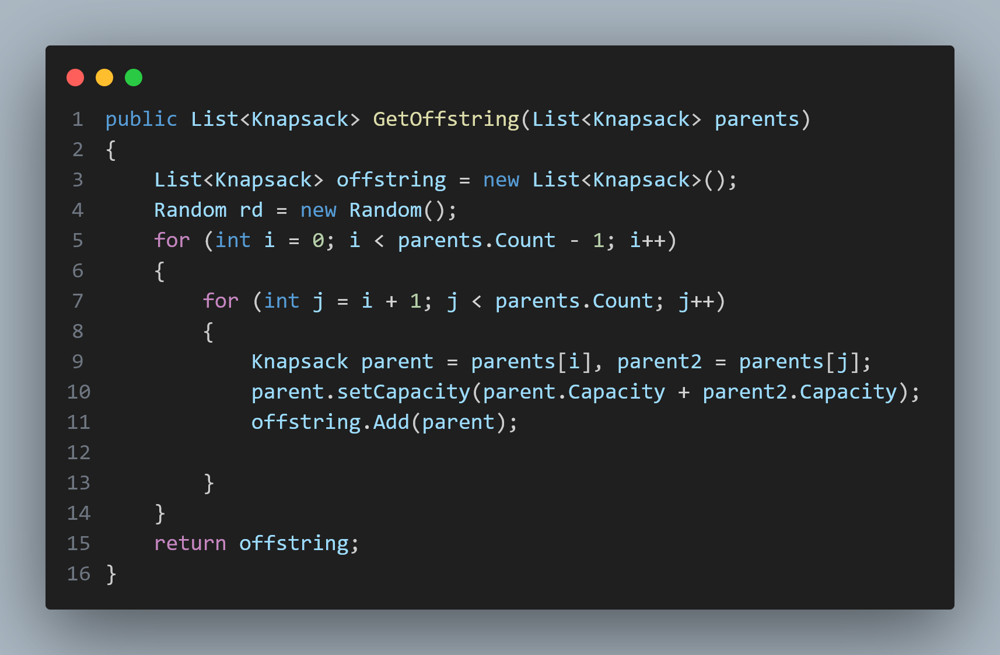 1 public List<Knapsack> GetOffstring(List<Knapsack> parents)
2 {
3     List<Knapsack> offstring = new List<Knapsack>();
4     Random rd = new Random();
5     for (int i = 0; i < parents.Count - 1; i++)
6     {
7         for (int j = i + 1; j < parents.Count; j++)
8         {
9             Knapsack parent = parents[i], parent2 = parents[j];
10             parent.setCapacity(parent.Capacity + parent2.Capacity);
11             offstring.Add(parent);
12
13         }
14     }
15     return offstring;
16 }